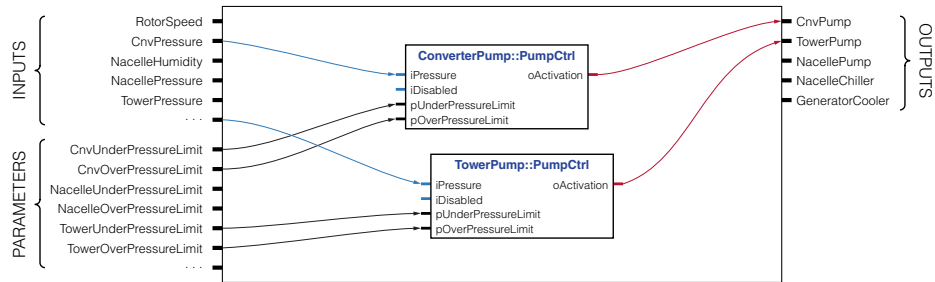 INPUTS
RotorSpeed
CnvPressure
NacelleHumidity
NacellePressure
TowerPressure
. . .
PARAMETERS
CnvUnderPressureLimit
CnvOverPressureLimit
NacelleUnderPressureLimit
NacelleOverPressureLimit
TowerUnderPressureLimit
TowerOverPressureLimit
. . .
ConverterPump::PumpCtrl
iPressure oActivation
iDisabled
pUnderPressureLimit
pOverPressureLimit
TowerPump::PumpCtrl
iPressure oActivation
iDisabled
pUnderPressureLimit
pOverPressureLimit
CnvPump
TowerPump
NacellePump
NacelleChiller
GeneratorCooler
OUTPUTS